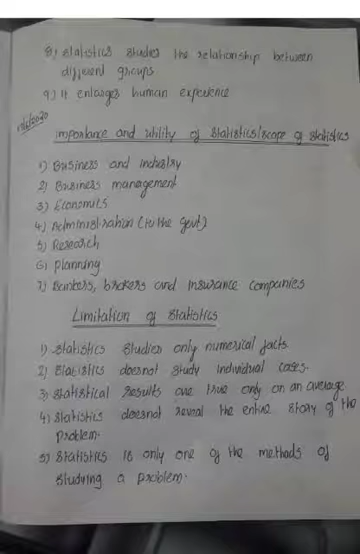 8) statistics studies the relationship between
different groups
9) It enlarges human experience
Importance and utility of statistics/scope of statistics
1) Business and Industry
2) Business management
3) Economics
4) Administration (to the govt)
5) Research
6) planning
7) Bankers, brokers and Insurance companies
Limitation of Statistics
1) Statistics Studies only numerical facts
2) Statistics doesnot study Individual cases.
3) Statistical Results are true only on an average.
4) Statistics doesnot reveal the entire story of the
Problem.
5) Statistics is only one of the methods of
studying a problem.